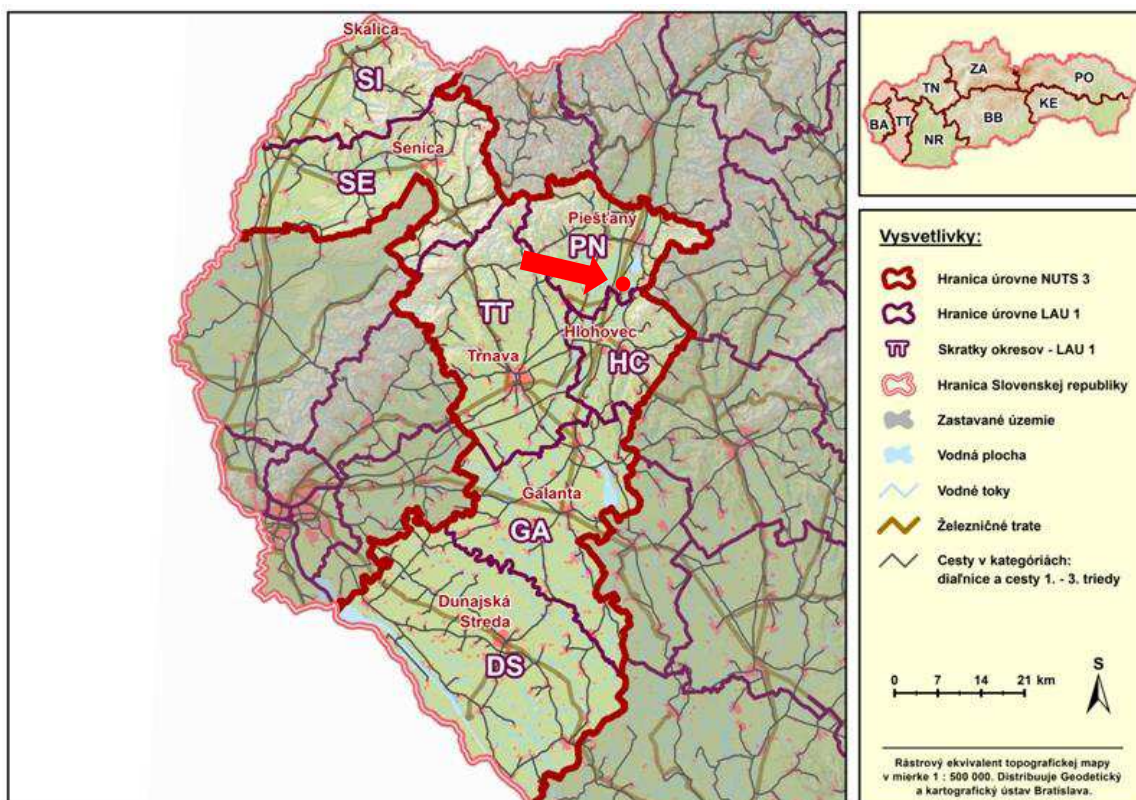 Skalica
SI
Senica
SE
Piešťany
PN
TT
Hlohovec
Trnava
HC
Galanta
GA
Dunajská
Streda
DS
ZA
PO
TN
KE
BA
TT
BB
NR
Vysvetlivky:
Hranica úrovne NUTS 3
Hranice úrovne LAU 1
TT
Skratky okresov - LAU 1
Hranica Slovenskej republiky
Zastavané územie
Vodná plocha
Vodné toky
Železničné trate
Cesty v kategóriách:
diaľnice a cesty 1. - 3. triedy
S
0 7 14 21 km
Rástrový ekvivalent topografickej mapy
v mierke 1 : 500 000. Distribuuje Geodetický
a kartografický ústav Bratislava.